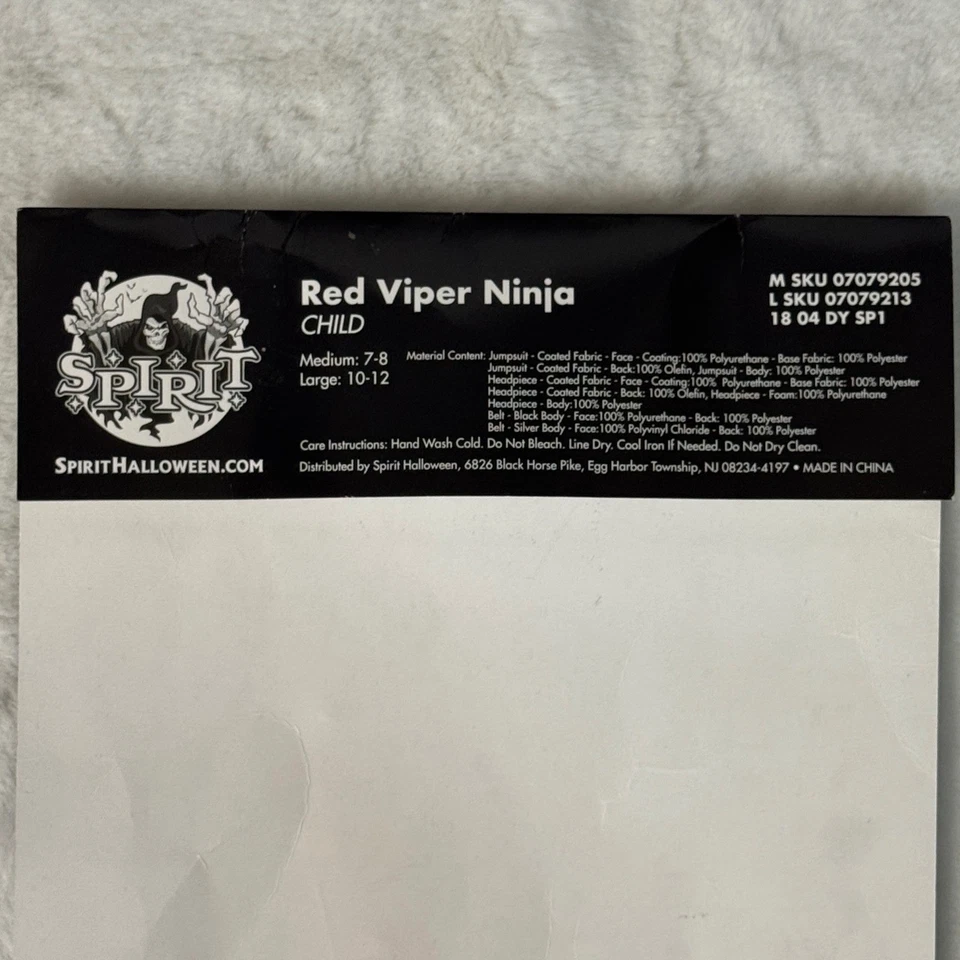 SPIRIT
SPIRITHALLOWEEN.COM
Red Viper Ninja
CHILD
Medium: 7-8
Large: 10-12
M SKU 07079205
L SKU 07079213
18 04 DY SP1
Material Content: Jumpsuit - Coated Fabric - Face - Coating:100% Polyurethane - Base Fabric: 100% Polyester
Jumpsuit - Coated Fabric - Back:100% Olefin, Jumpsuit - Body: 100% Polyester
Headpiece - Coated Fabric - Face - Coating:100% Polyurethane - Base Fabric: 100% Polyester
Headpiece - Coated Fabric - Back: 100% Olefin, Headpiece - Foam:100% Polyurethane
Headpiece - Body:100% Polyester
Belt - Black Body - Face:100% Polyurethane - Back: 100% Polyester
Belt - Silver Body - Face:100% Polyvinyl Chloride - Back: 100% Polyester
Care Instructions: Hand Wash Cold. Do Not Bleach. Line Dry. Cool Iron If Needed. Do Not Dry Clean.
Distributed by Spirit Halloween, 6826 Black Horse Pike, Egg Harbor Township, NJ 08234-4197 • MADE IN CHINA